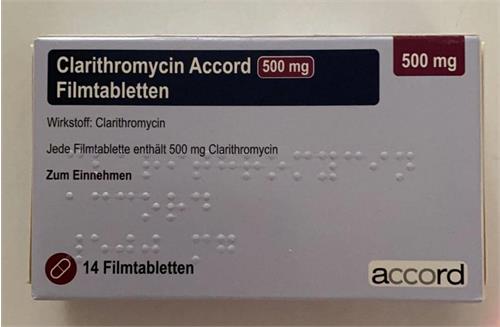 Clarithromycin Accord 500 mg
Filmtabletten
500 mg
Wirkstoff: Clarithromycin
Jede Filmtablette enthält 500 mg Clarithromycin
Zum Einnehmen
14 Filmtabletten
accord